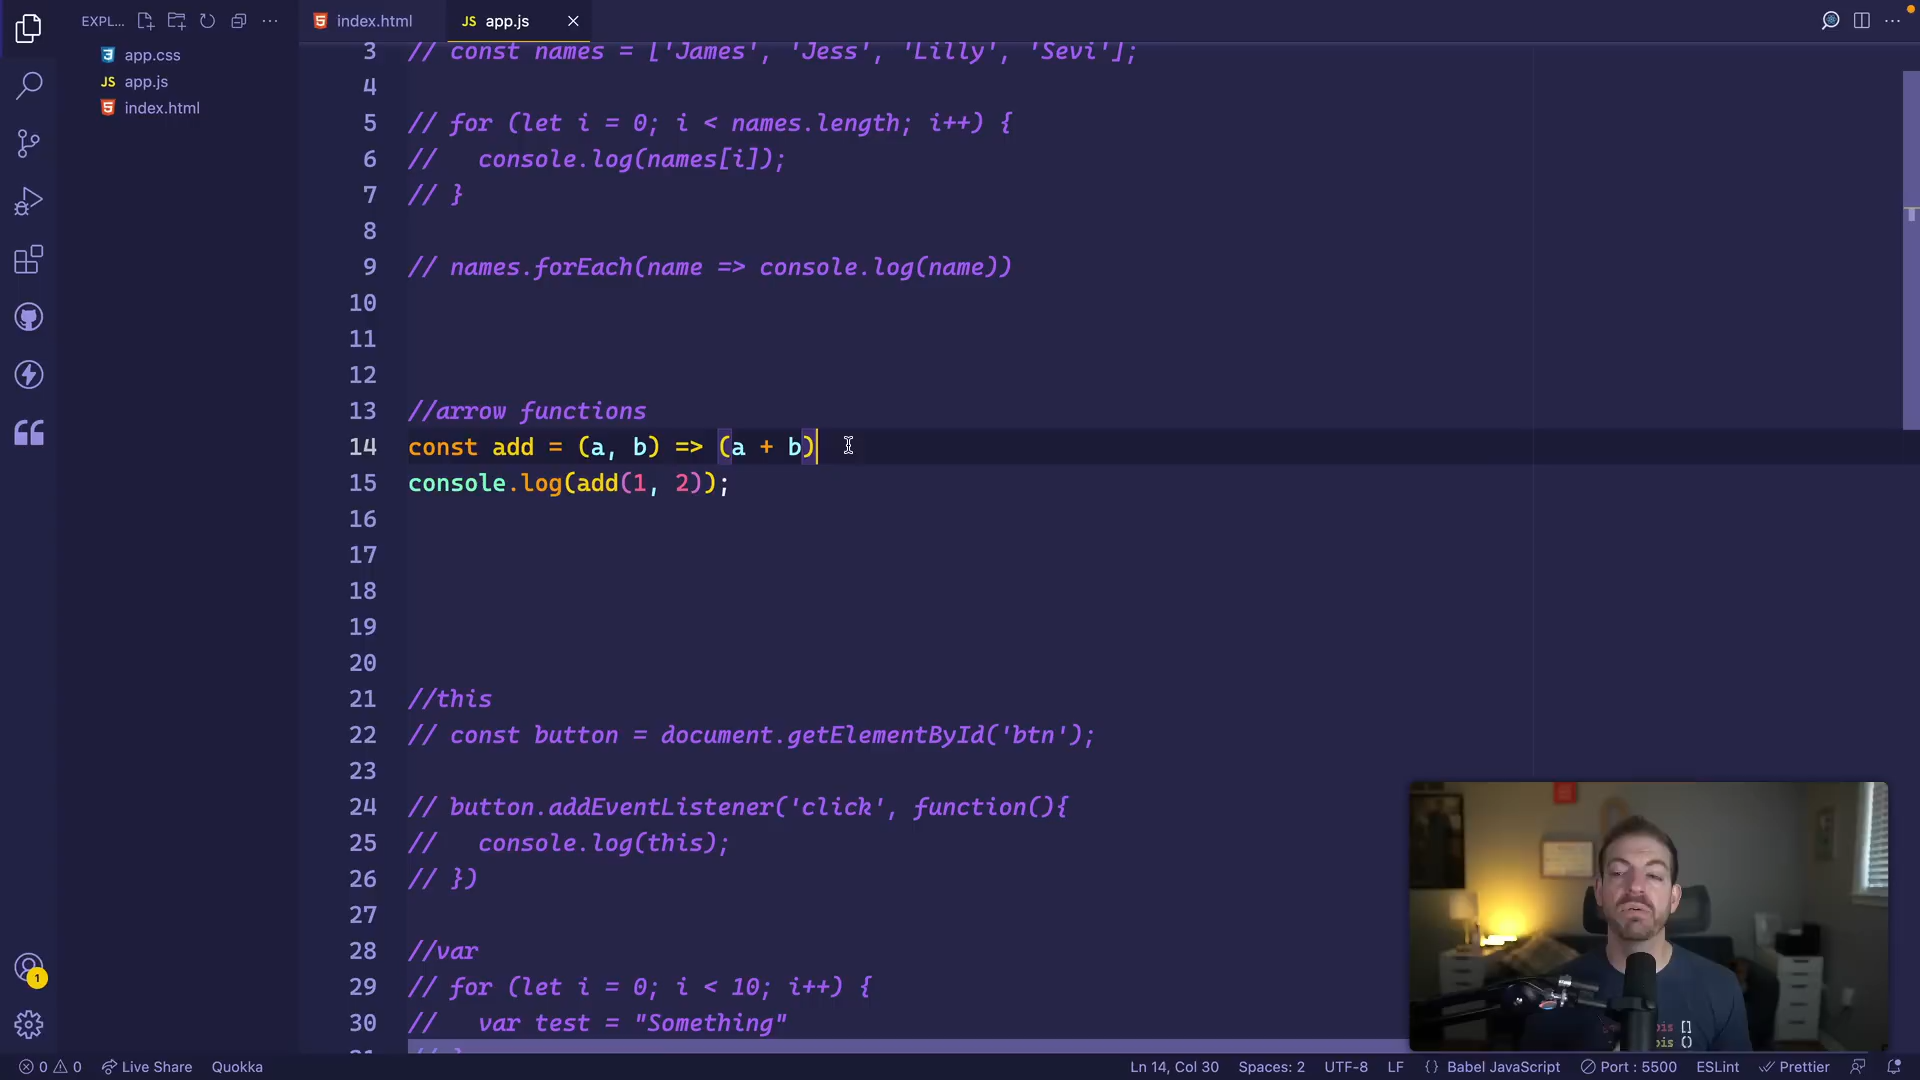 EXPL...
index.html
JS app.js
app.css
JS app.js
index.html
3 // const names = ['James', 'Jess', 'Lilly', 'Sevi'];
4
5 // for (let i = 0; i < names.length; i++) {
6 //   console.log(names[i]);
7 // }
8
9 // names.forEach(name => console.log(name))
10
11
12
13 //arrow functions
14 const add = (a, b) => (a + b)
15 console.log(add(1, 2));
16
17
18
19
20
21 //this
22 // const button = document.getElementById('btn');
23
24 // button.addEventListener('click', function(){
25 //   console.log(this);
26 // })
27
28 //var
29 // for (let i = 0; i < 10; i++) {
30 //   var test = "Something"
1
[]
()
0 0 Live Share Quokka Ln 14, Col 30 Spaces: 2 UTF-8 LF {} Babel JavaScript Port : 5500 ESLint Prettier